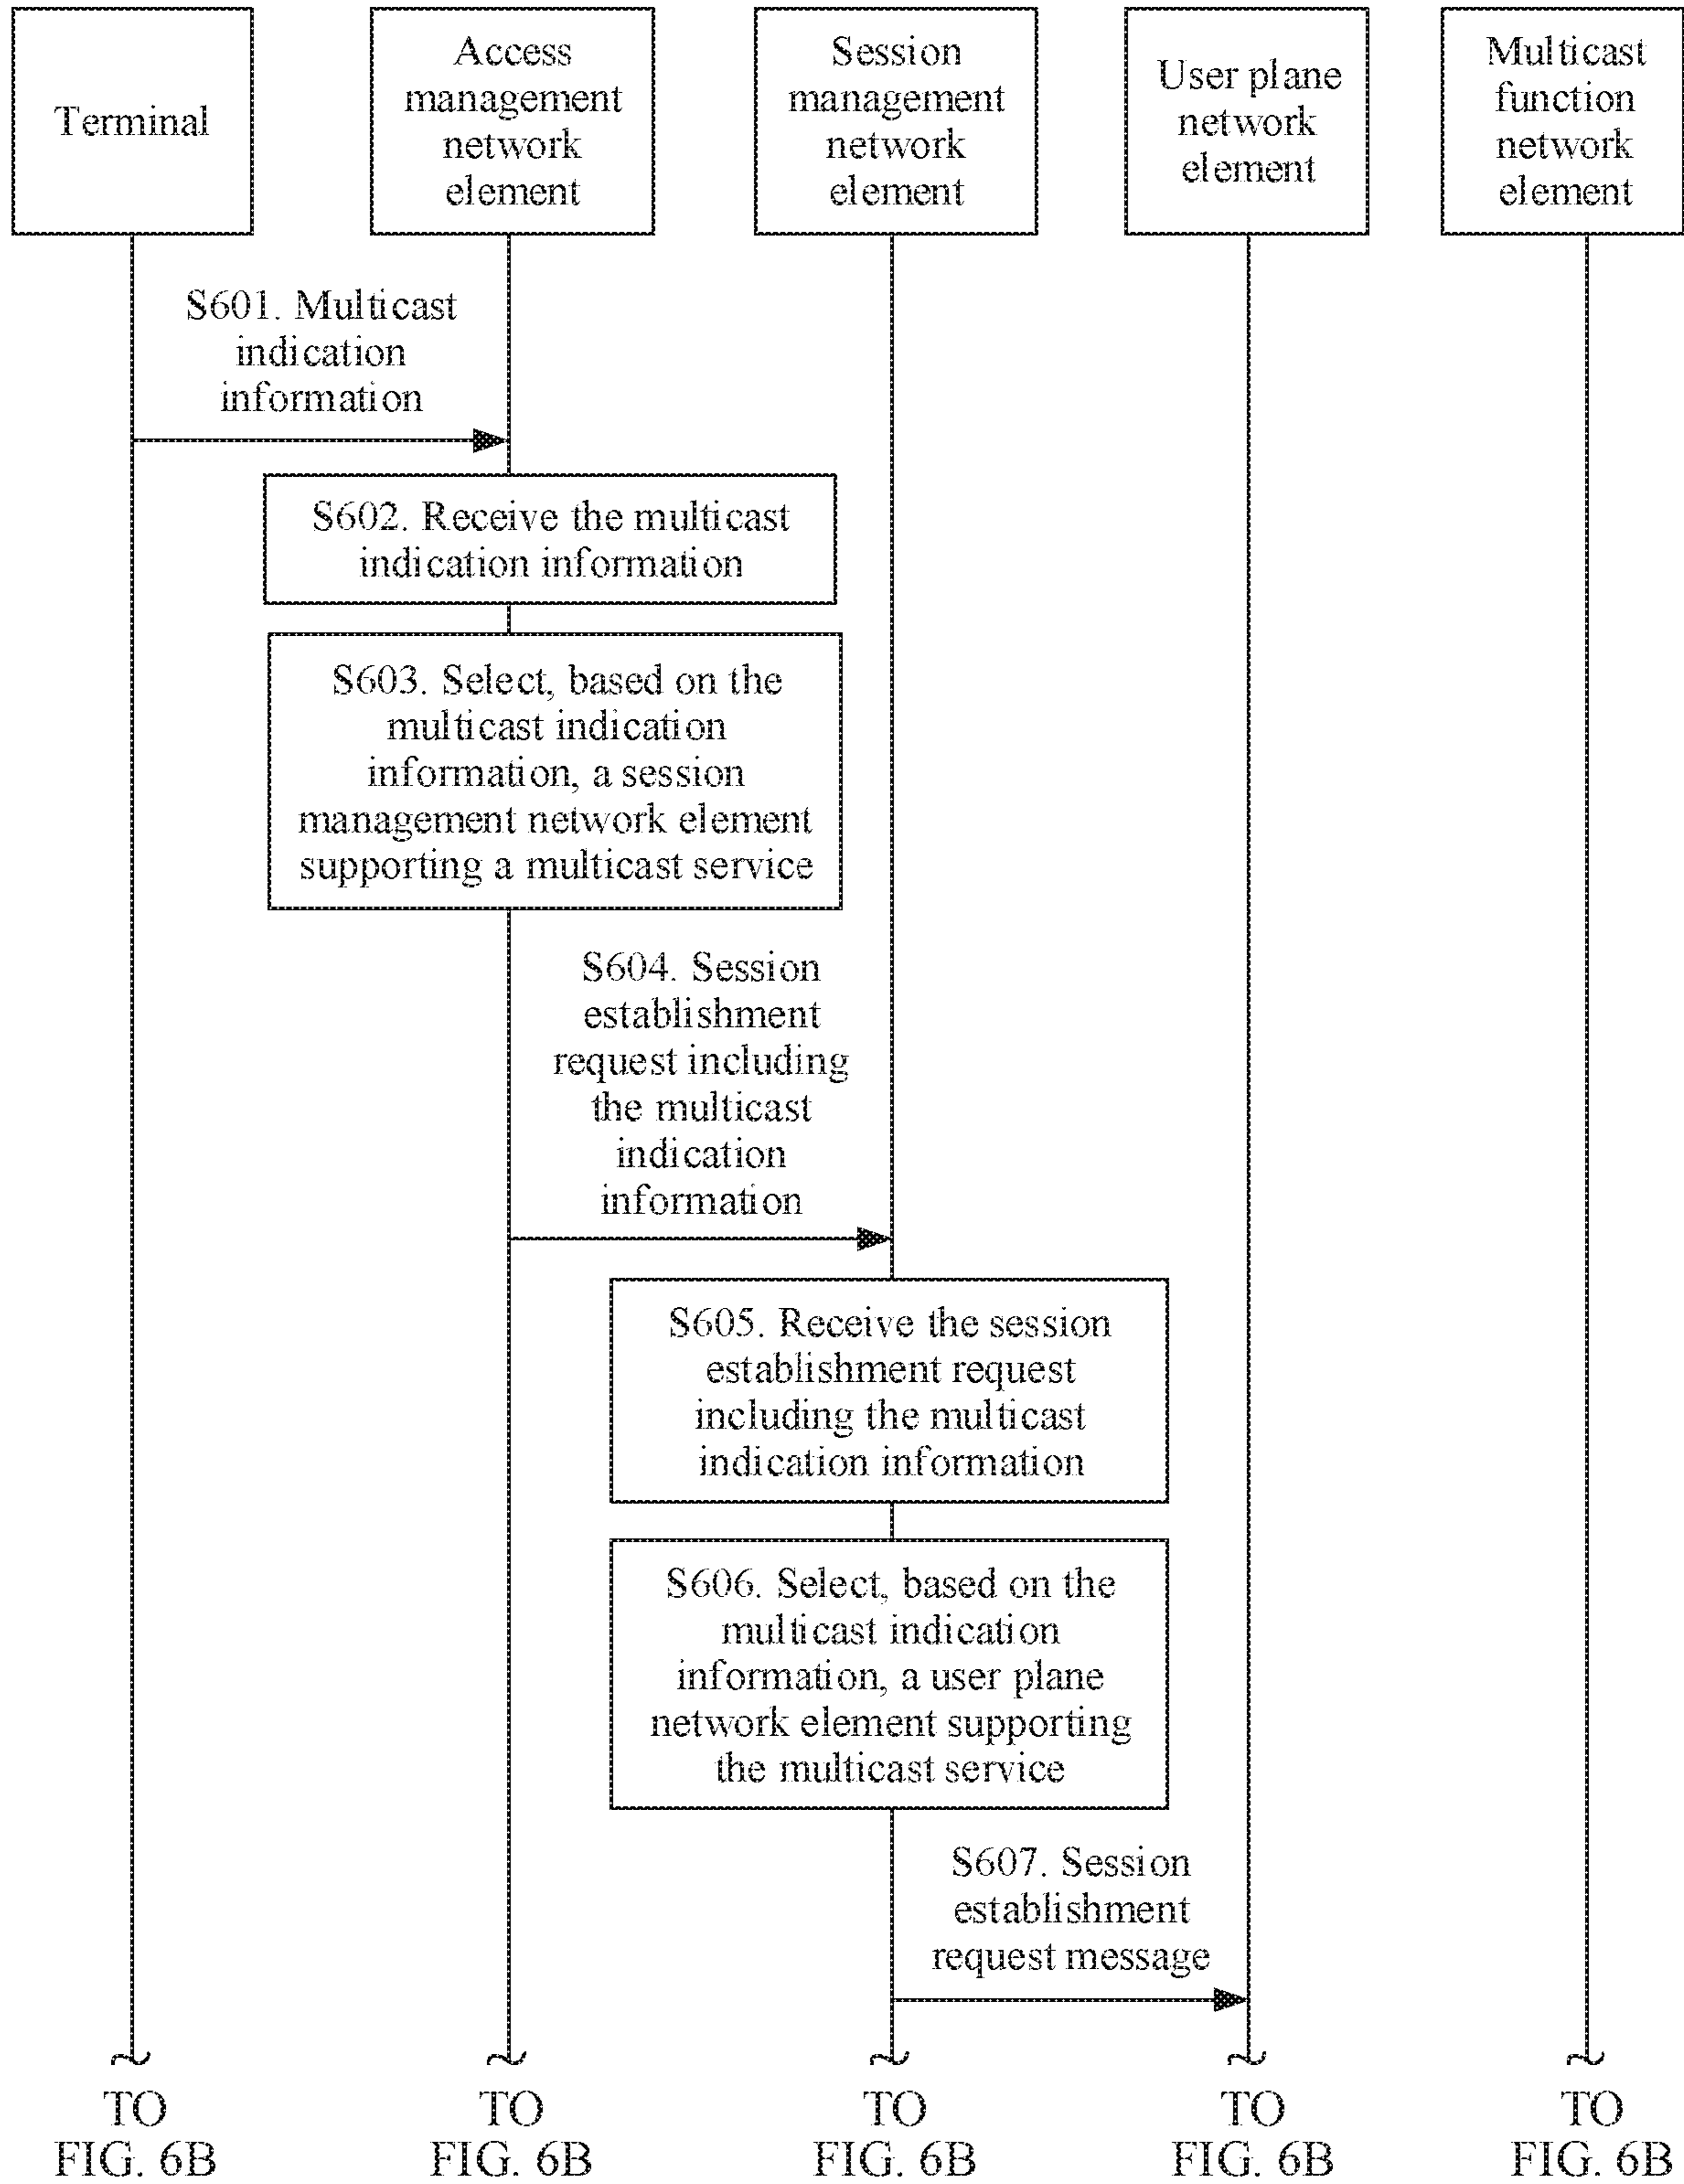 Terminal
Access
management
network
element
Session
management
network
element
User plane
network
element
Multicast
function
network
element
S601. Multicast
indication
information
S602. Receive the multicast
indication information
S603. Select, based on the
multicast indication
information, a session
management network element
supporting a multicast service
S604. Session
establishment
request including
the multicast
indication
information
S605. Receive the session
establishment request
including the multicast
indication information
S606. Select, based on the
multicast indication
information, a user plane
network element supporting
the multicast service
S607. Session
establishment
request message
TO
FIG. 6B
TO
FIG. 6B
TO
FIG. 6B
TO
FIG. 6B
TO
FIG. 6B